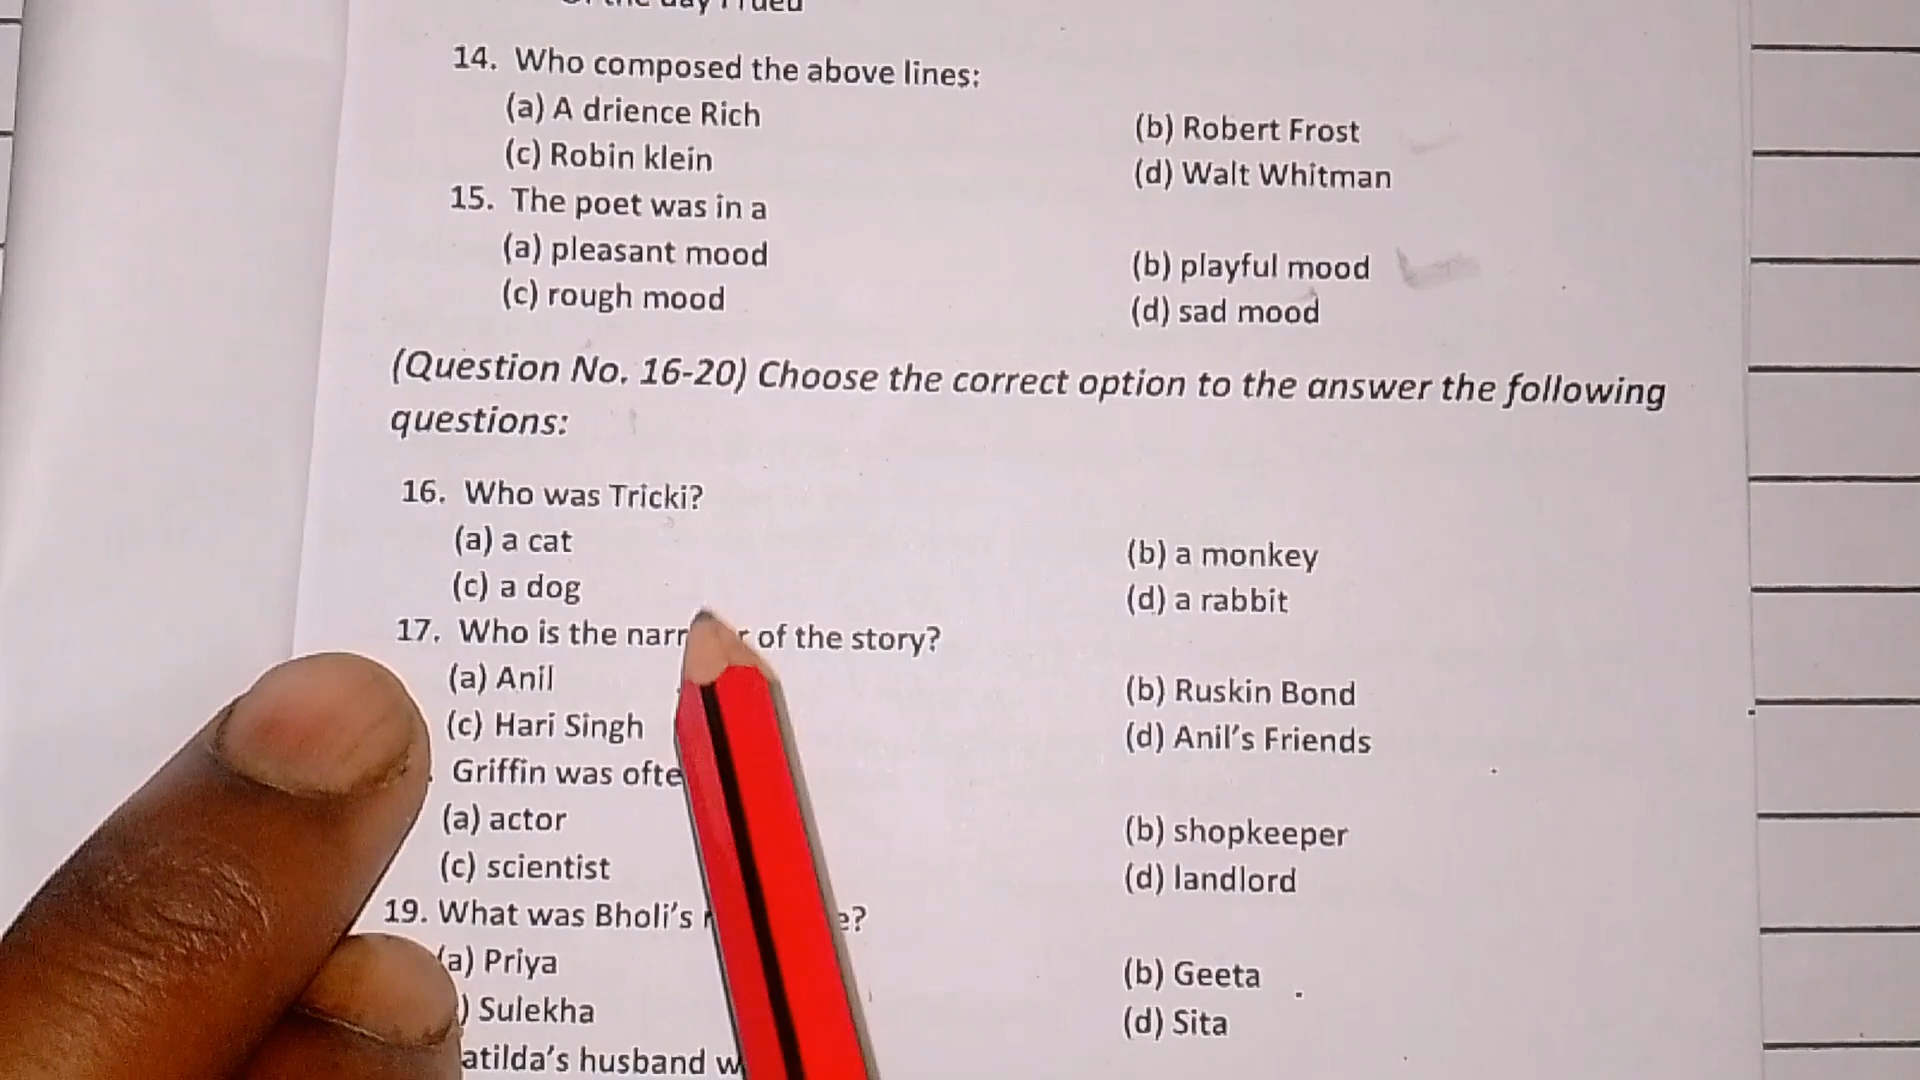 Of the day I rued
14. Who composed the above lines:
(a) A drience Rich
(b) Robert Frost
(c) Robin klein
(d) Walt Whitman
15. The poet was in a
(a) pleasant mood
(b) playful mood
(c) rough mood
(d) sad mood
(Question No. 16-20) Choose the correct option to the answer the following
questions:
16. Who was Tricki?
(a) a cat
(b) a monkey
(c) a dog
(d) a rabbit
17. Who is the of the story?
(a) Anil
(b) Ruskin Bond
(c) Hari Singh
(d) Anil's Friends
Griffin was
(a) actor
(b) shopkeeper
(c) scientist
(d) landlord
19. What was Bholi's
(a) Priya
(b) Geeta
) Sulekha
(d) Sita
husband